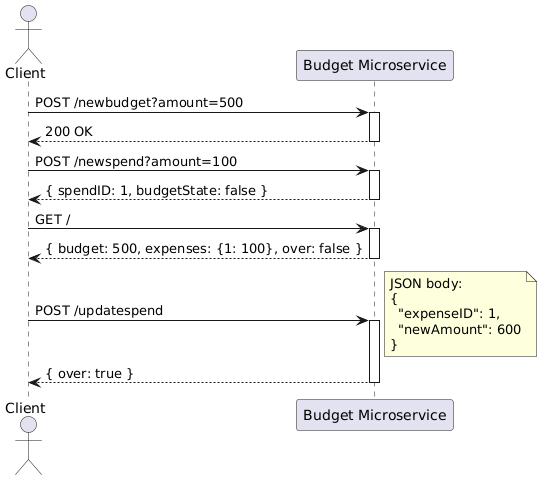 Client
Budget Microservice
POST /newbudget?amount=500
200 OK
POST /newspend?amount=100
{ spendID: 1, budgetState: false }
GET /
{ budget: 500, expenses: {1: 100}, over: false }
JSON body:
{
"expenseID": 1,
"newAmount": 600
}
POST /updatespend
{ over: true }
Client
Budget Microservice